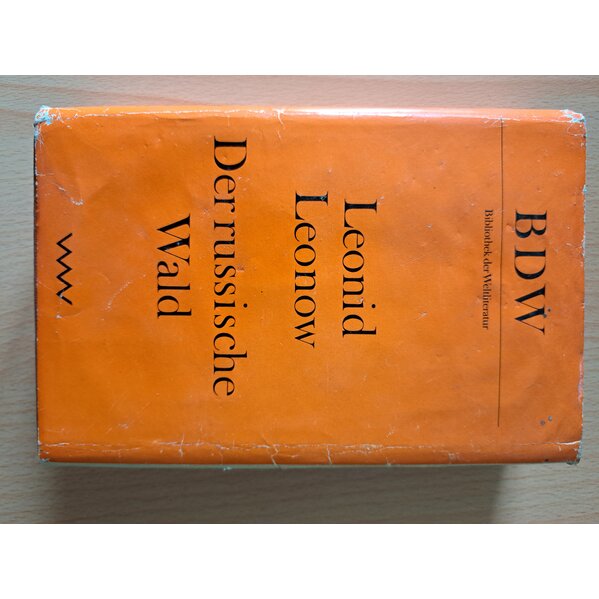 BDW
Bibliothek der Weltliteratur
Leonid
Leonow
Der russische
Wald